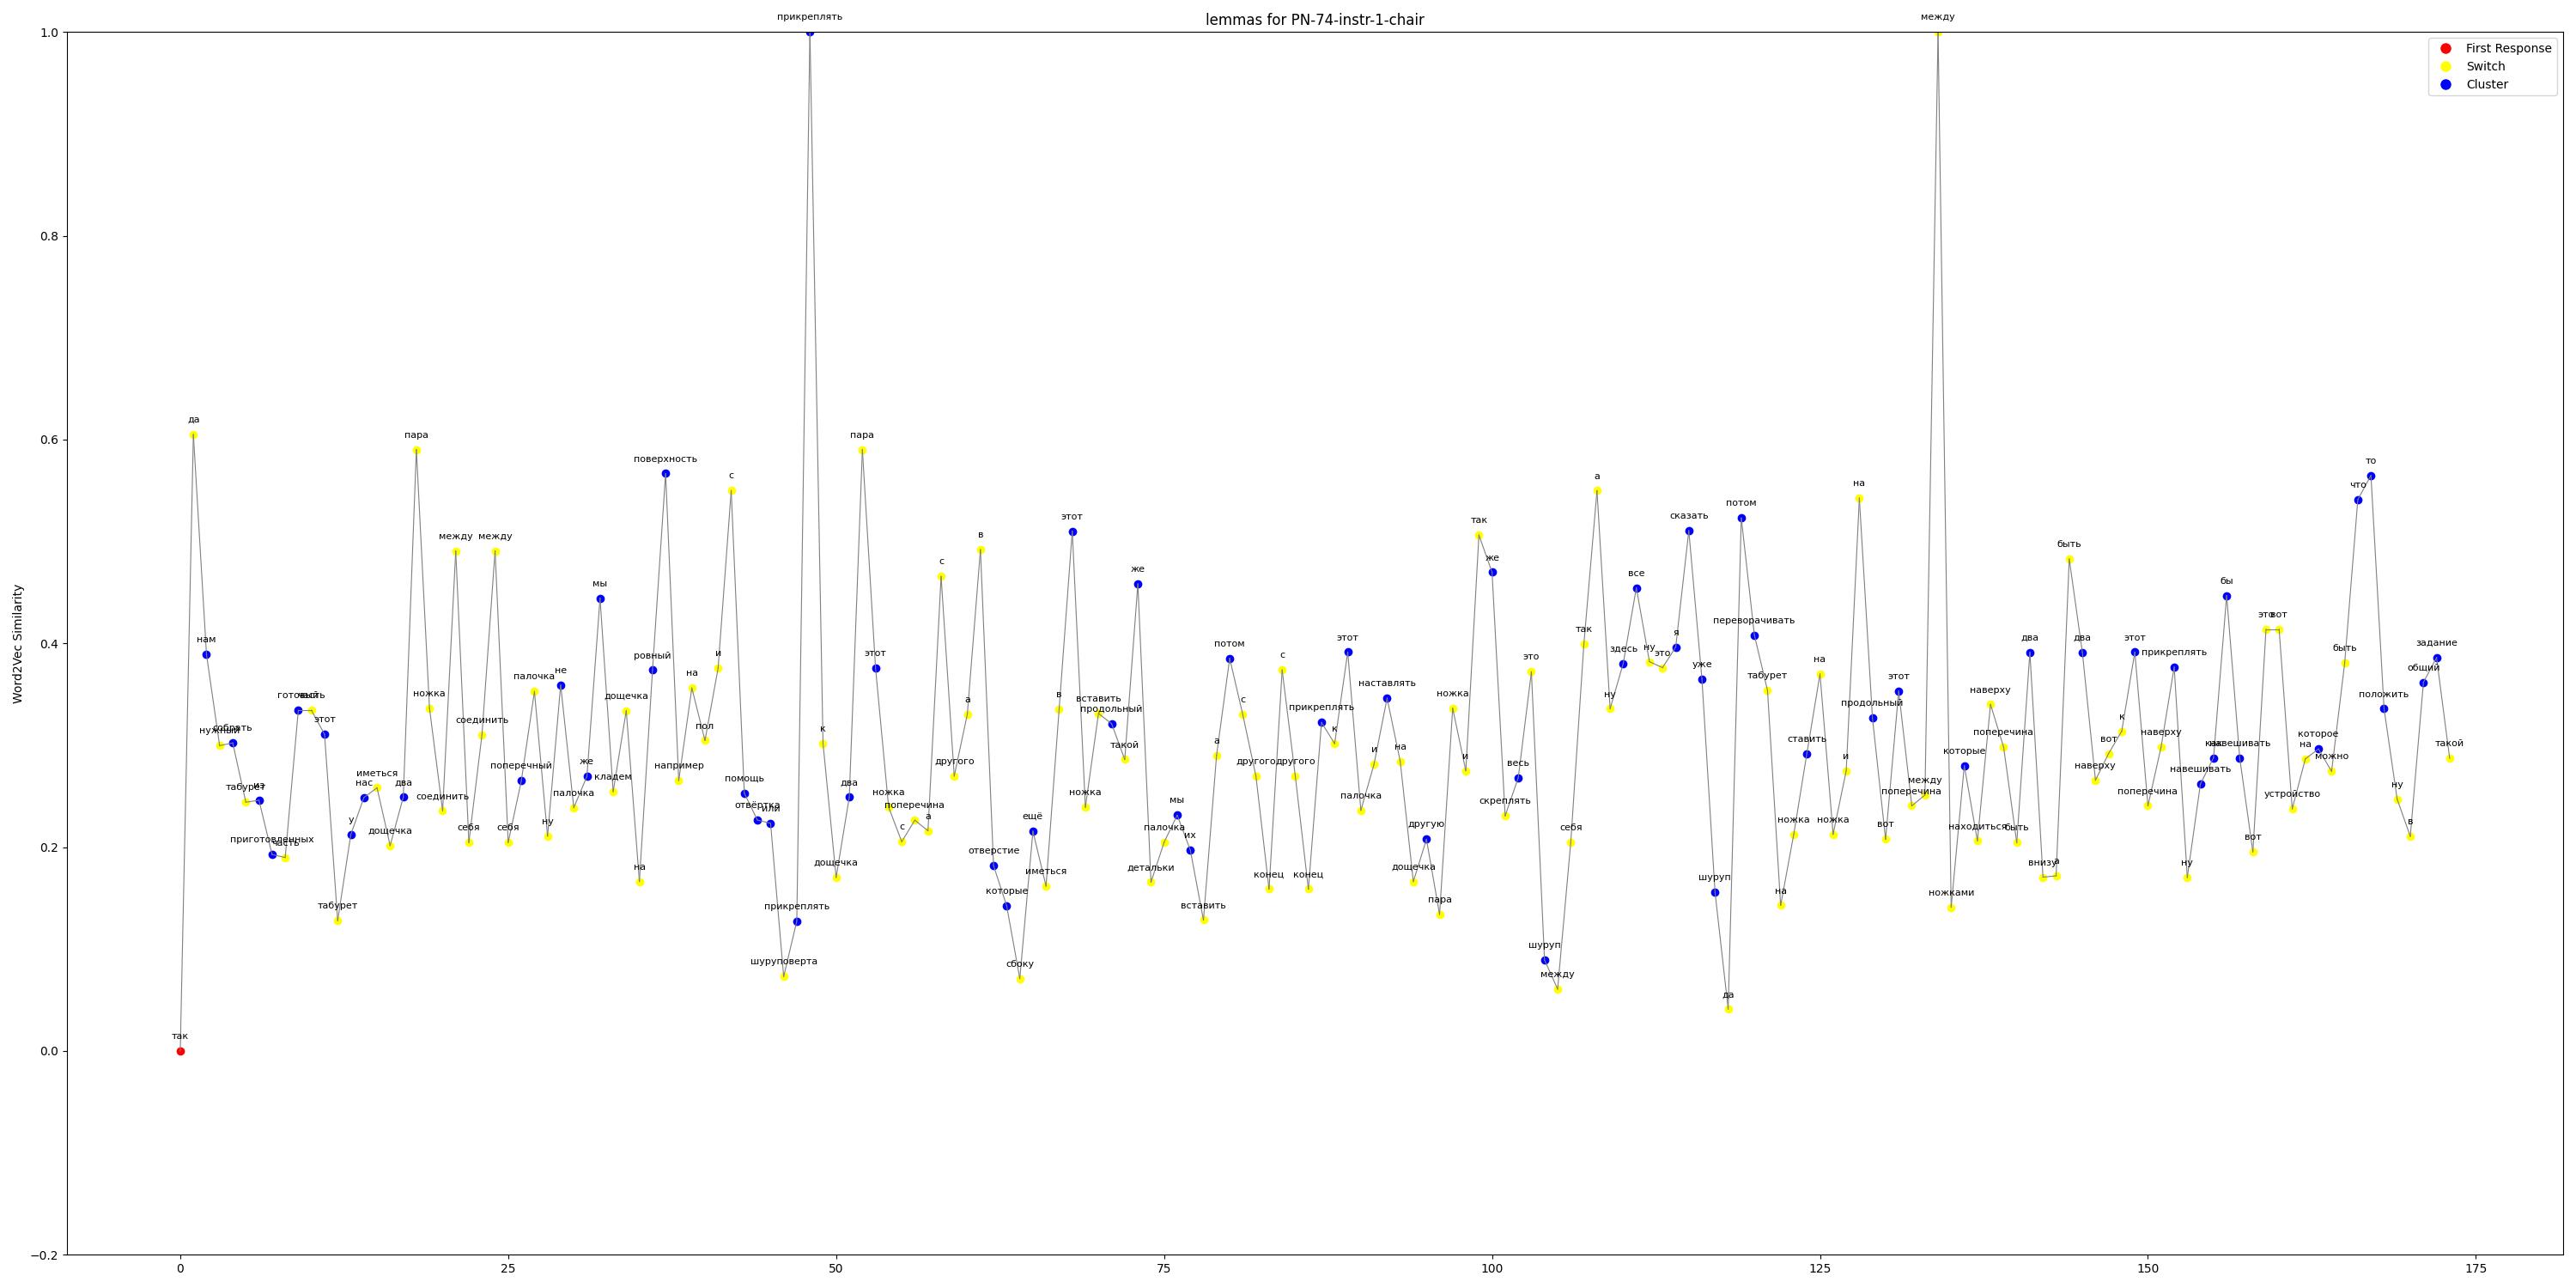 lemmas for PN-74-instr-1-chair
Word2Vec Similarity
1.0
0.8
0.6
0.4
0.2
0.0
−0.2
0
25
50
75
100
125
150
175
First Response
Switch
Cluster
так
да
нам
нужный
собрать
табурет
из
приготовленных
часть
готовый
часть
этот
табурет
у
нас
иметься
дощечка
два
пара
ножка
соединить
между
себя
соединить
между
себя
поперечный
палочка
ну
не
палочка
же
мы
кладем
дощечка
на
ровный
поверхность
например
на
пол
и
с
помощь
отвёртка
или
шуруповерта
прикреплять
прикреплять
к
дощечка
два
пара
этот
ножка
с
поперечина
а
с
другого
а
в
отверстие
которые
сбоку
ещё
иметься
в
этот
ножка
вставить
продольный
такой
же
детальки
палочка
мы
их
вставить
а
потом
с
другого
конец
с
другого
конец
прикреплять
к
этот
палочка
и
наставлять
на
дощечка
другую
пара
ножка
и
так
же
скреплять
весь
это
шуруп
между
себя
так
а
ну
здесь
все
ну
это
я
сказать
уже
шуруп
да
потом
переворачивать
табурет
на
ножка
ставить
на
ножка
и
на
продольный
вот
этот
поперечина
между
между
ножками
которые
находиться
наверху
поперечина
быть
два
внизу
а
быть
два
наверху
вот
к
этот
поперечина
наверху
прикреплять
ну
навешивать
как
бы
навешивать
вот
это
вот
устройство
на
которое
можно
быть
что
то
положить
ну
в
общий
задание
такой